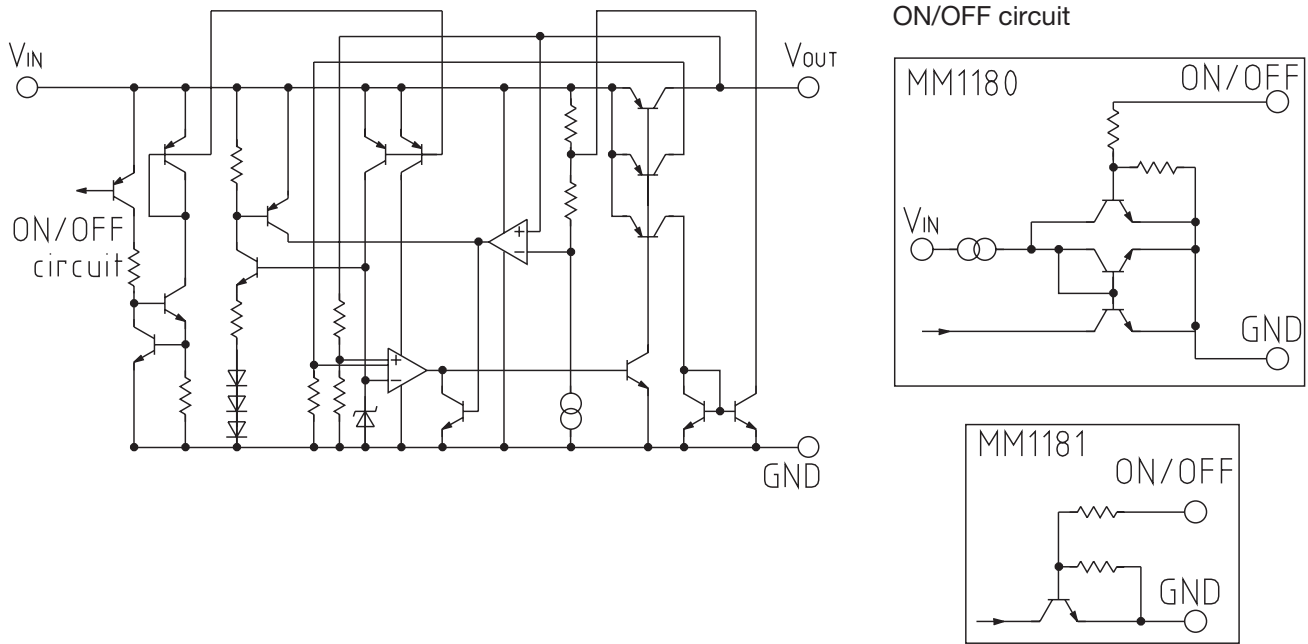 VIN
VOUT
ON/OFF
circuit
+
−
+
−
GND
ON/OFF circuit
MM1180
ON/OFF
VIN
GND
MM1181
ON/OFF
GND